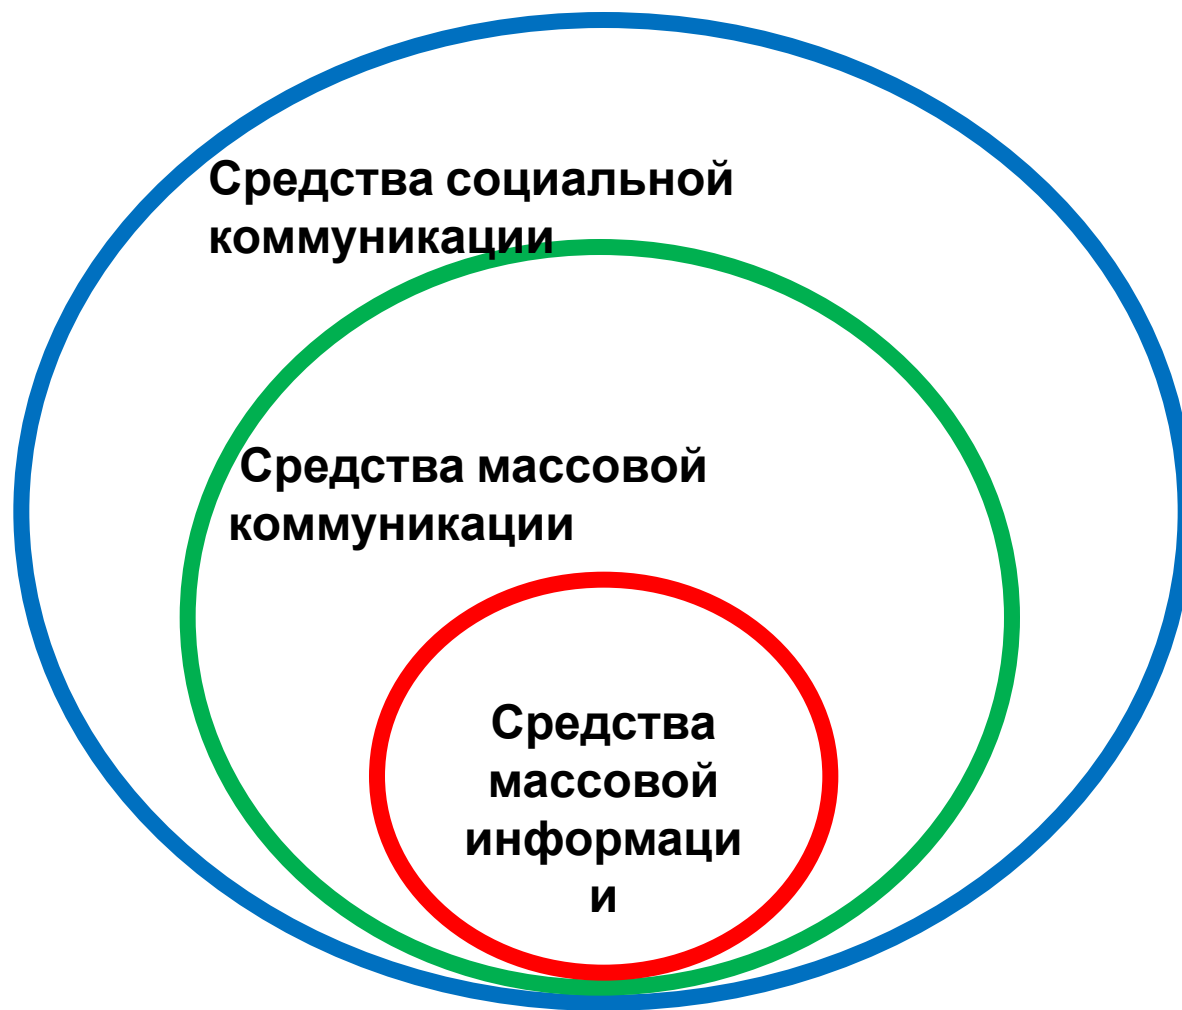 Средства социальной
коммуникации
Средства массовой
коммуникации
Средства
массовой
информаци
и